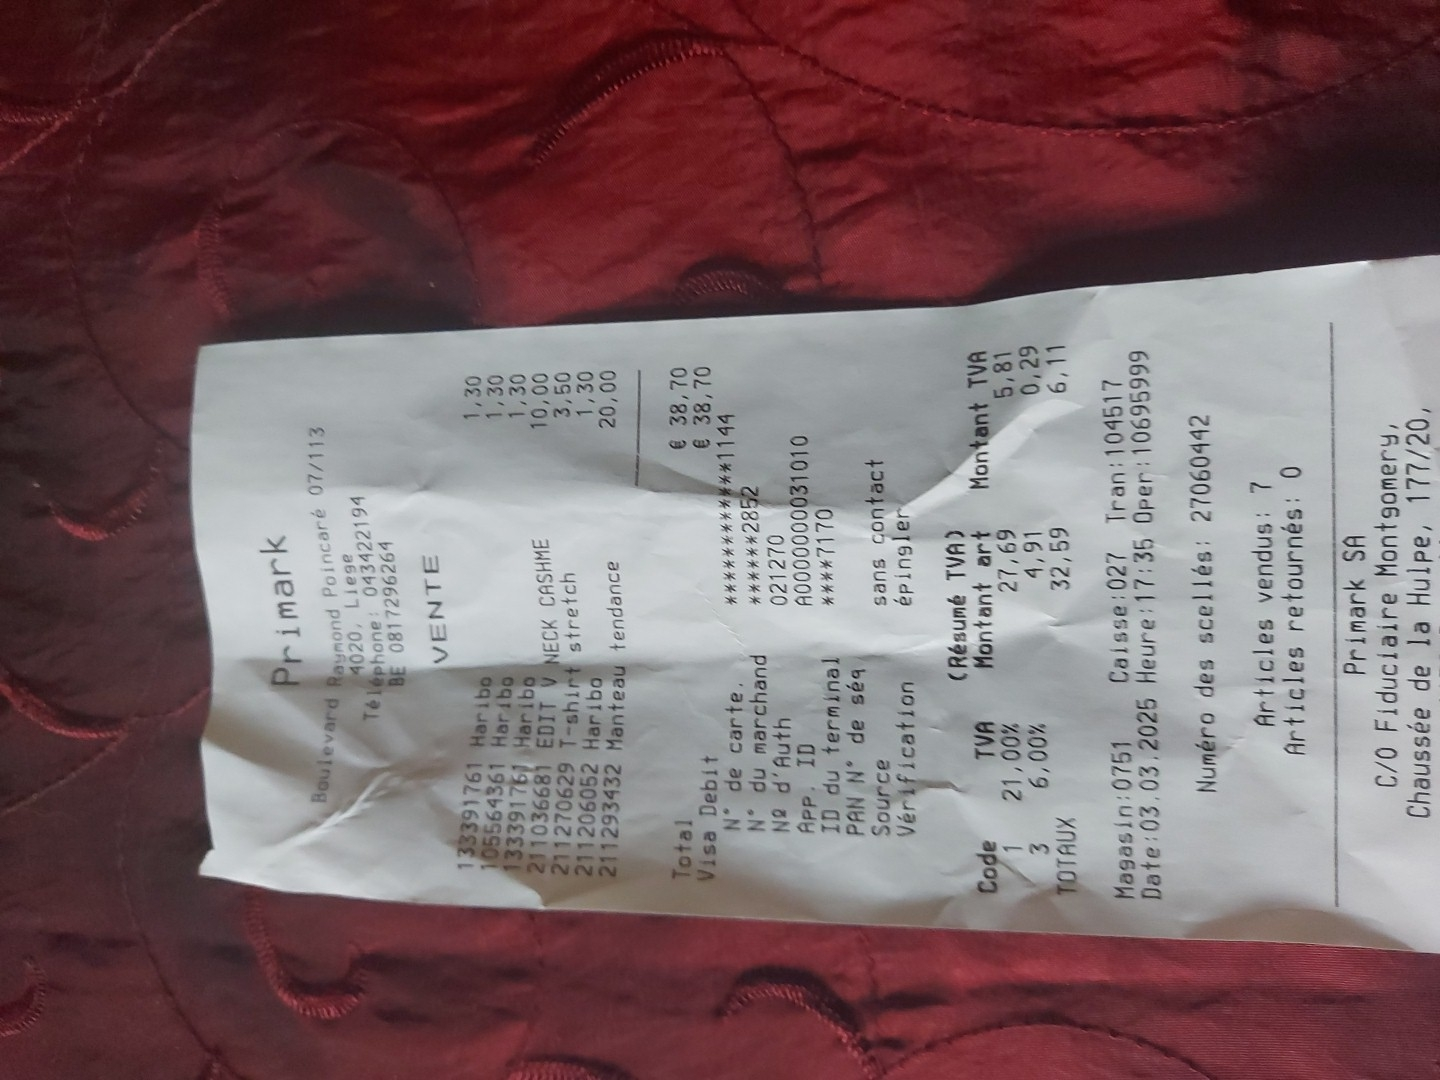 Primark
Boulevard Raymond Poincaré 07/113
4020, Liege
Téléphone: 043422194
BE 0817296264
VENTE
133391761 Haribo 1,30
105564361 Haribo 1,30
133391761 Haribo 1,30
211036681 EDIT V NECK CASHME 10,00
211270629 T-shirt stretch 3,50
211206052 Haribo 1,30
211293432 Manteau tendance 20,00
Total € 38,70
Visa Debit € 38,70
N° de carte. ************1144
N° du marchand ******2852
Nº d'Auth 021270
App. ID A0000000031010
ID du terminal ****7170
PAN N° de séq
Source sans contact
Vérification épingler
(Résumé TVA)
Code TVA Montant art Montant TVA
1 21,00% 27,69 5,81
3 6,00% 4,91 0,29
TOTAUX 32,59 6,11
Magasin:0751 Caisse:027 Tran:104517
Date:03.03.2025 Heure:17:35 Oper:10695999
Numéro des scellés: 27060442
Articles vendus: 7
Articles retournés: 0
Primark SA
C/O Fiduciaire Montgomery,
Chaussée de la Hulpe, 177/20,